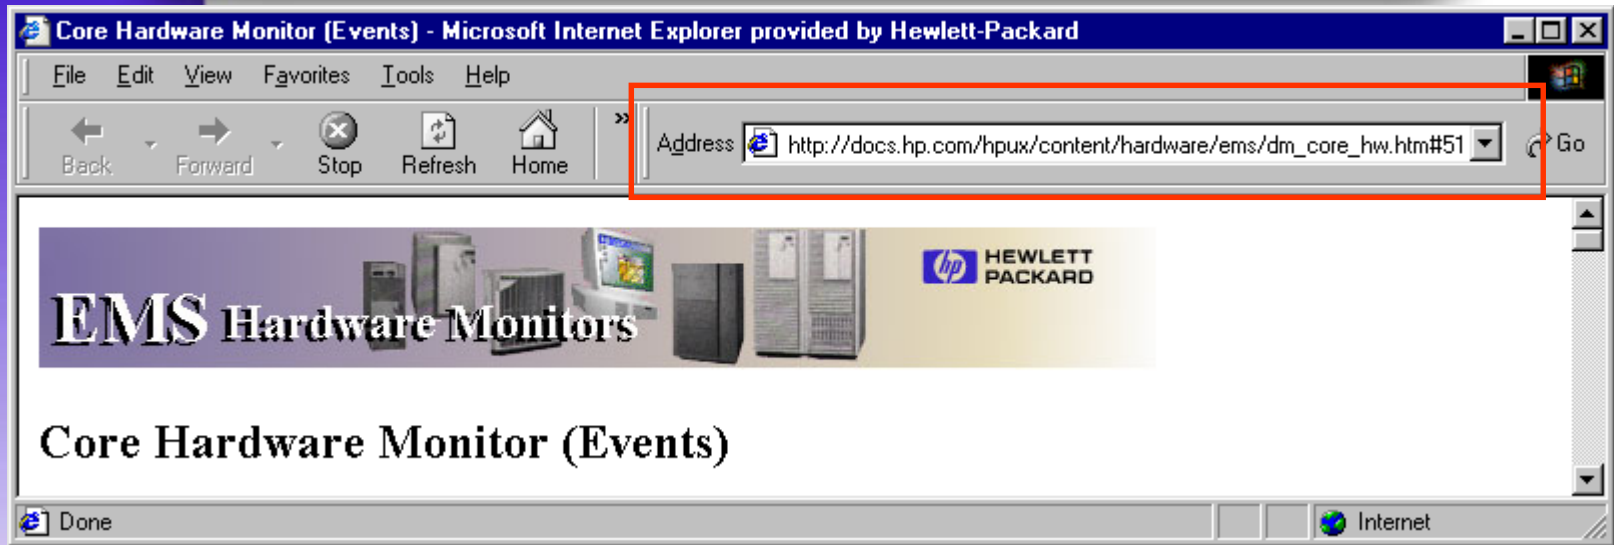 Core Hardware Monitor (Events) - Microsoft Internet Explorer provided by Hewlett-Packard
File Edit View Favorites Tools Help
Back Forward Stop Refresh Home » Address http://docs.hp.com/hpux/content/hardware/ems/dm_core_hw.htm#51 Go
hp HEWLETT PACKARD
EMS Hardware Monitors
Core Hardware Monitor (Events)
Done Internet